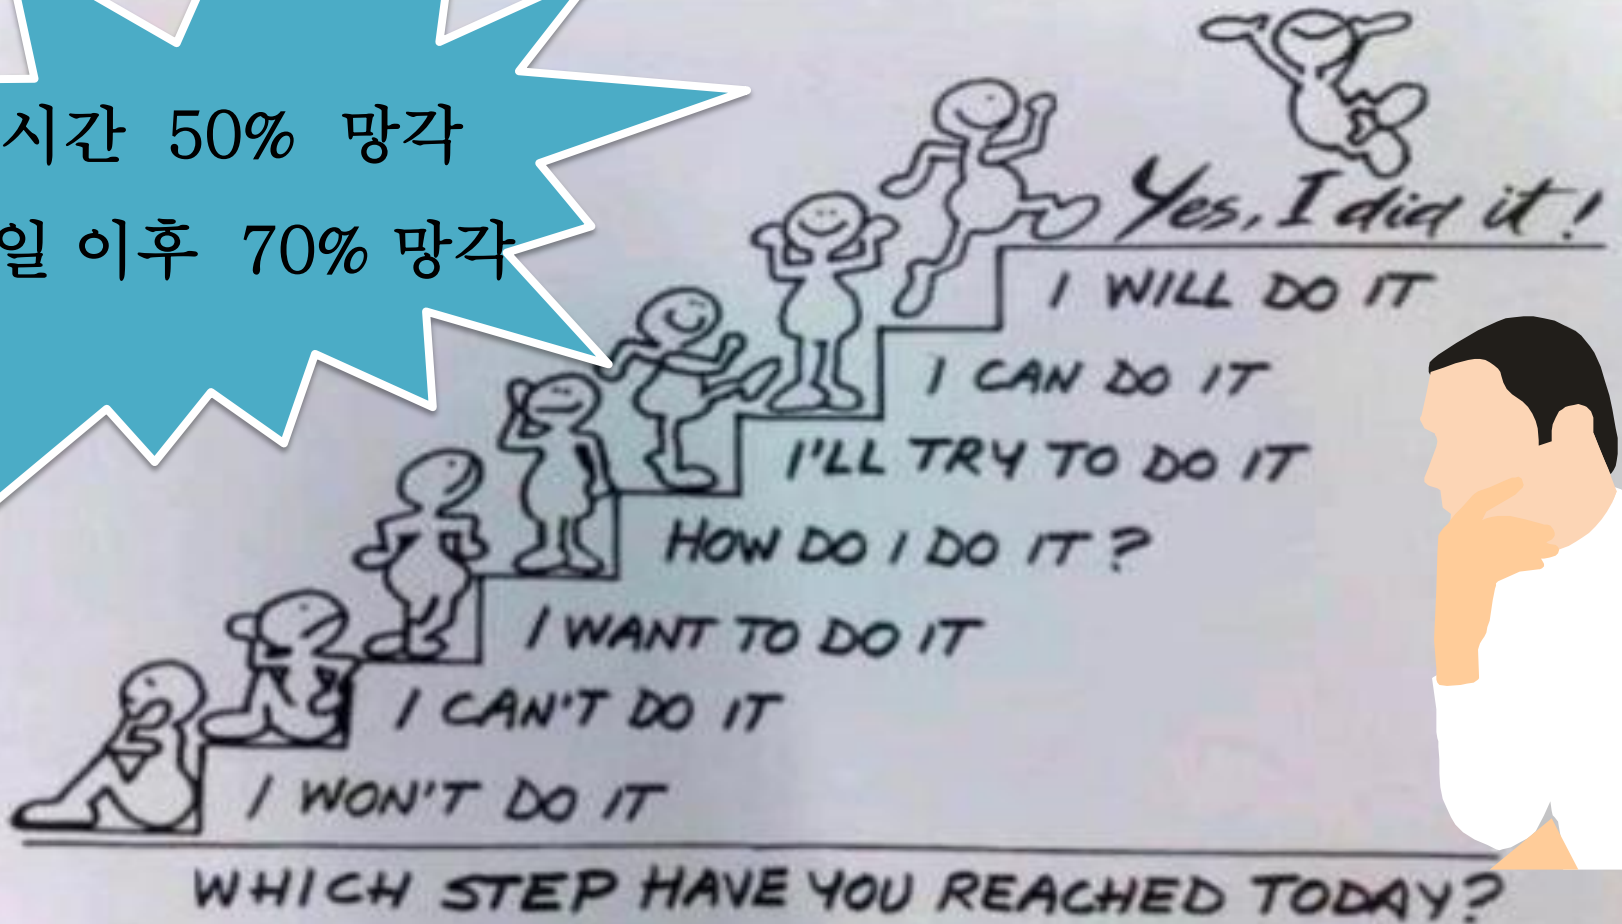 시간 50% 망각
일 이후 70% 망각
Yes, I did it!
I WILL DO IT
I CAN DO IT
I'LL TRY TO DO IT
HOW DO I DO IT?
I WANT TO DO IT
I CAN'T DO IT
I WON'T DO IT
WHICH STEP HAVE YOU REACHED TODAY?